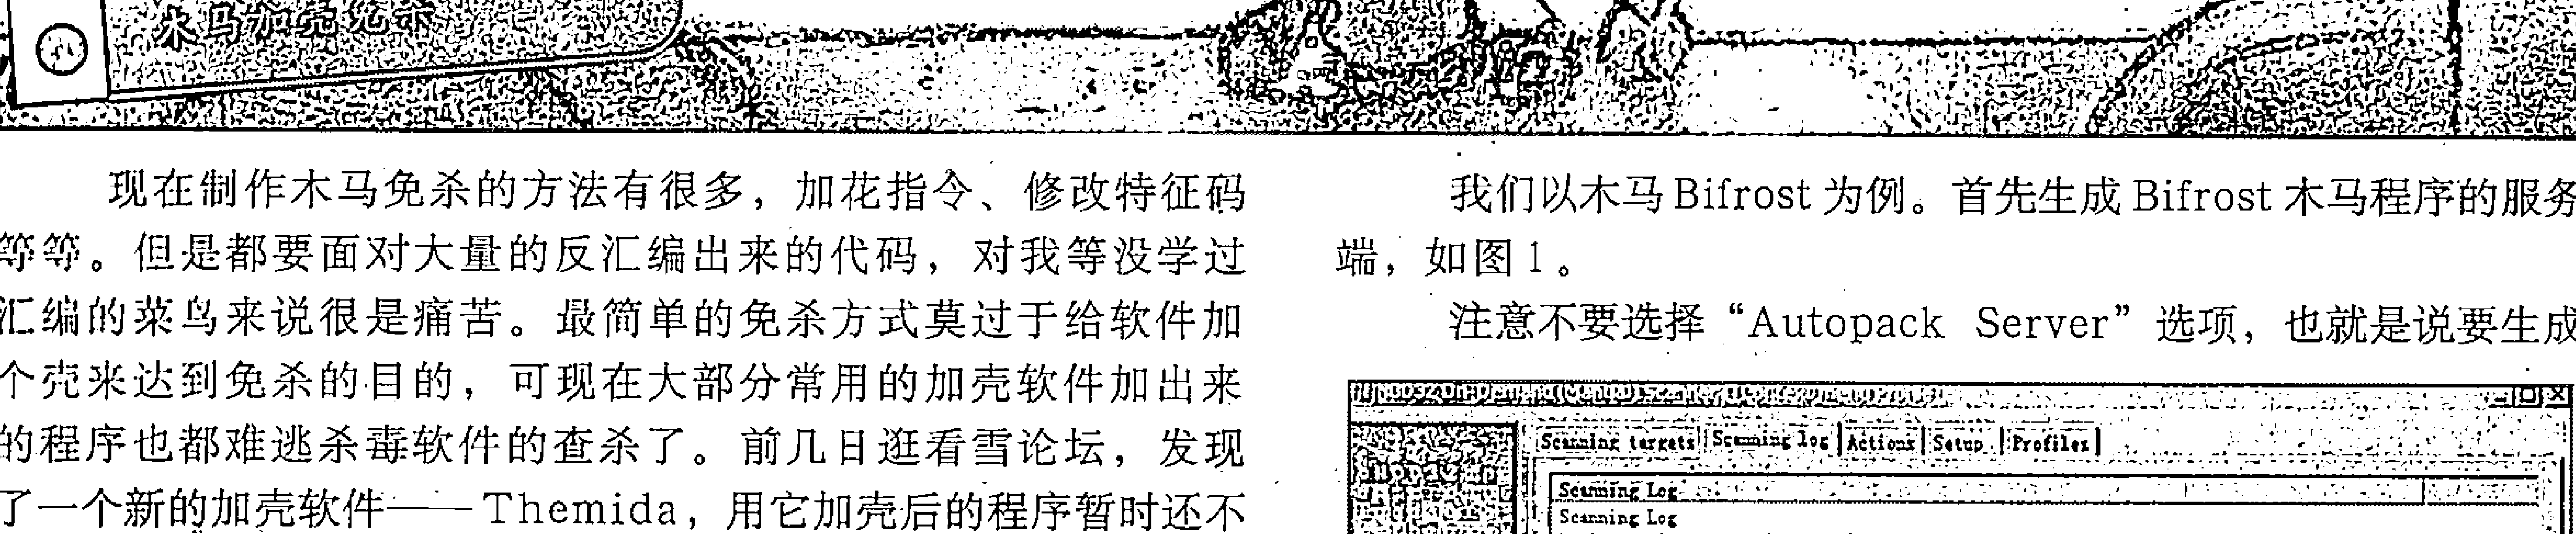 木马加壳免杀
现在制作木马免杀的方法有很多，加花指令、修改特征码
等等。但是都要面对大量的反汇编出来的代码，对我等没学过
汇编的菜鸟来说很是痛苦。最简单的免杀方式莫过于给软件加
个壳来达到免杀的目的，可现在大部分常用的加壳软件加出来
的程序也都难逃杀毒软件的查杀了。前几日逛看雪论坛，发现
了一个新的加壳软件——Themida，用它加壳后的程序暂时还不
我们以木马Bifrost为例。首先生成Bifrost木马程序的服务
端，如图1。
注意不要选择“Autopack Server”选项，也就是说要生成
Scanning targets Scanning log Actions Setup Profiles
Scanning Log
Scanning Log